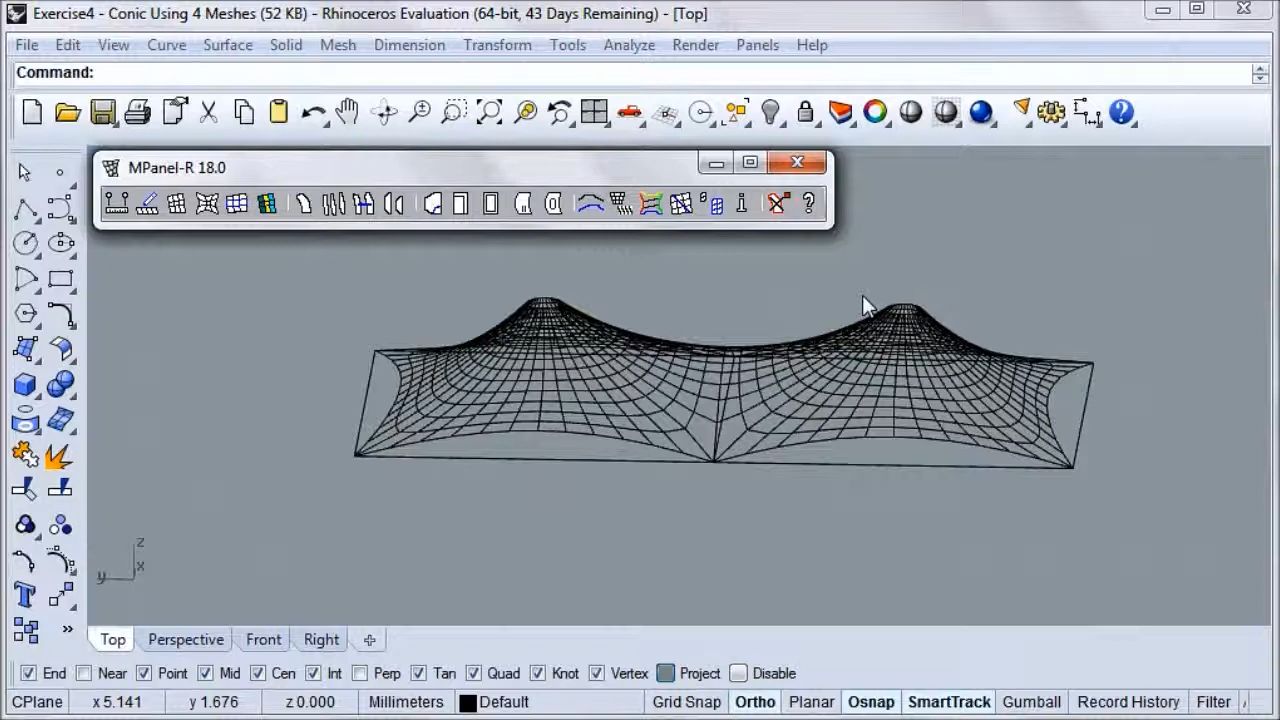 Exercise4 - Conic Using 4 Meshes (52 KB) - Rhinoceros Evaluation (64-bit, 43 Days Remaining) - [Top]
File Edit View Curve Surface Solid Mesh Dimension Transform Tools Analyze Render Panels Help
Command:
MPanel-R 18.0
z
y x
Top Perspective Front Right
End Near Point Mid Cen Int Perp Tan Quad Knot Vertex Project Disable
CPlane x 5.141 y 1.676 z 0.000 Millimeters Default Grid Snap Ortho Planar Osnap SmartTrack Gumball Record History Filter